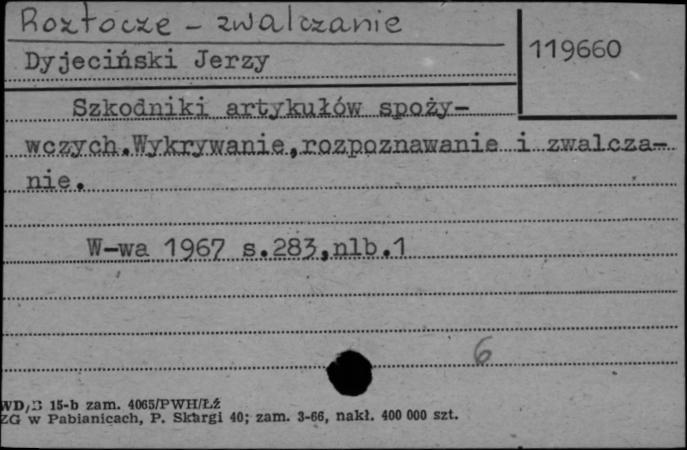 Roztocze - zwalczanie
Dyjeciński Jerzy
119660
Szkodniki artykułów spoży-
wczych.Wykrywanie,rozpoznawanie i zwalcza-
nie.
W-wa 1967 s.283,nlb.1
6
WD/B 15-b zam. 4065/PWH/Łź
ZG w Pabianicach, P. Skargi 40; zam. 3-66, nakł. 400 000 szt.